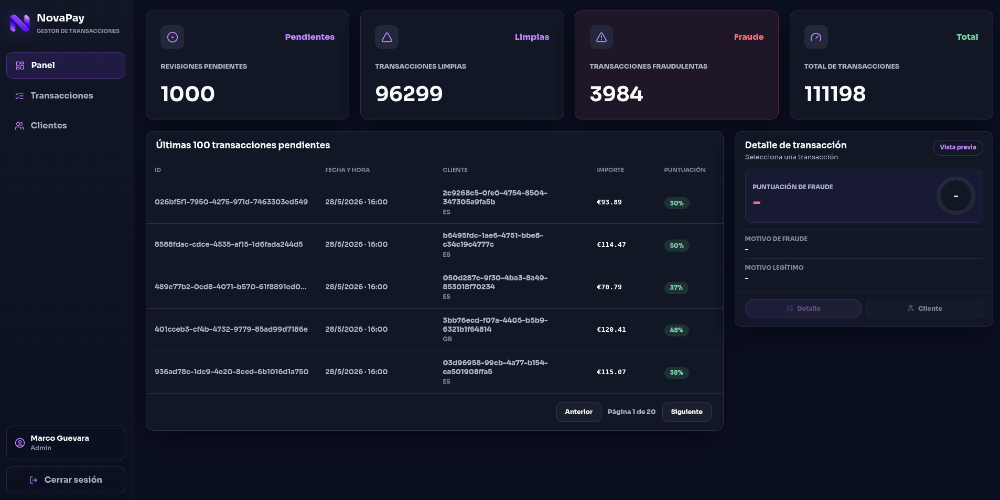 NovaPay
GESTOR DE TRANSACCIONES
Panel
Transacciones
Clientes
Marco Guevara
Admin
Cerrar sesión
Pendientes
REVISIONES PENDIENTES
1000
Limpias
TRANSACCIONES LIMPIAS
96299
Fraude
TRANSACCIONES FRAUDULENTAS
3984
Total
TOTAL DE TRANSACCIONES
111198
Últimas 100 transacciones pendientes
ID FECHA Y HORA CLIENTE IMPORTE PUNTUACIÓN
2c9268c5-0fe0-4754-8504-
026bf5f1-7950-4275-971d-7463303ed549 28/5/2026 · 16:00 347305a9fa5b €93.89 30%
ES
b6495fdc-1ae6-4751-bbe8-
8588fdac-cdce-4535-af15-1d6fada244d5 28/5/2026 · 16:00 c34c19c4777c €114.47 50%
ES
050d287c-9f30-4ba3-8a49-
489e77b2-0cd8-4071-b570-61f8891ed0... 28/5/2026 · 16:00 853018f70234 €70.79 37%
ES
3bb76ecd-f07a-4405-b5b9-
401cceb3-cf4b-4732-9779-85ad99d7186e 28/5/2026 · 16:00 6321b1f64814 €120.41 48%
GB
03d96958-99cb-4a77-b154-
936ad78c-1dc9-4e20-8ced-6b1016d1a750 28/5/2026 · 16:00 ca501908ffa5 €115.07 38%
ES
Anterior Página 1 de 20 Siguiente
Detalle de transacción
Vista previa
Selecciona una transacción
PUNTUACIÓN DE FRAUDE
-
-
MOTIVO DE FRAUDE
-
MOTIVO LEGÍTIMO
-
Detalle Cliente